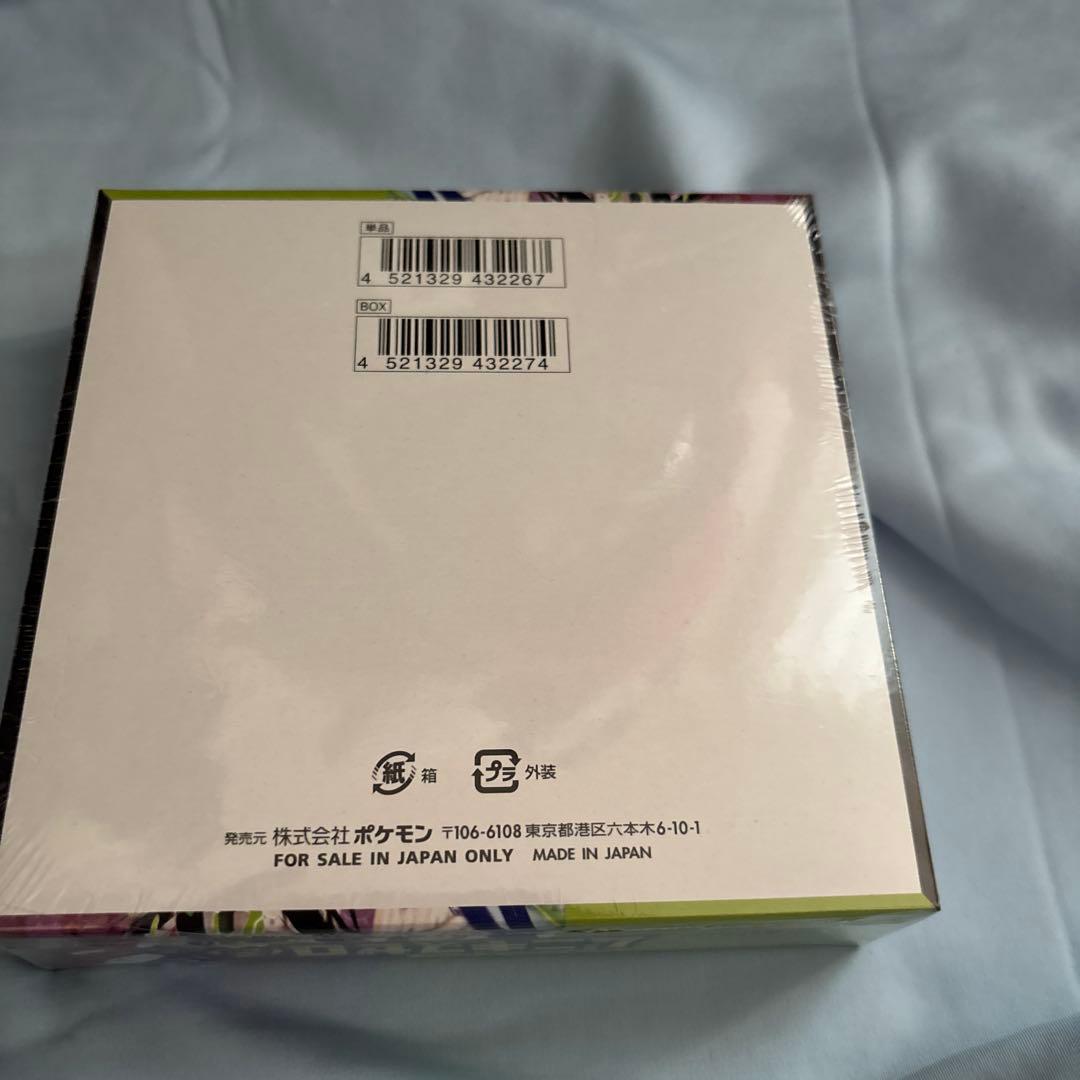 単品
4 521329 432267
BOX
4 521329 432274
紙 箱 プラ 外装
発売元 株式会社 ポケモン 〒106-6108 東京都港区六本木6-10-1
FOR SALE IN JAPAN ONLY MADE IN JAPAN